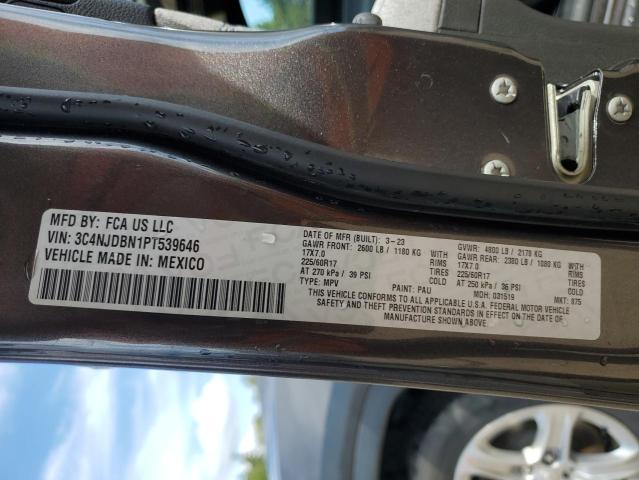 MFD BY: FCA US LLC
VIN: 3C4NJDBN1PT539646
VEHICLE MADE IN: MEXICO
DATE OF MFR (BUILT): 3-23 GVWR: 4800 LB / 2179 KG
GAWR FRONT: 2600 LB / 1180 KG WITH GAWR REAR: 2380 LB / 1080 KG WITH
17X7.0 RIMS 17X7.0 RIMS
225/60R17 TIRES 225/60R17 TIRES
AT 270 kPa / 39 PSI COLD AT 250 kPa / 36 PSI COLD
TYPE: MPV PAINT: PAU MDH: 031519 MKT: 875
THIS VEHICLE CONFORMS TO ALL APPLICABLE U.S.A. FEDERAL MOTOR VEHICLE
SAFETY AND THEFT PREVENTION STANDARDS IN EFFECT ON THE DATE OF
MANUFACTURE SHOWN ABOVE.